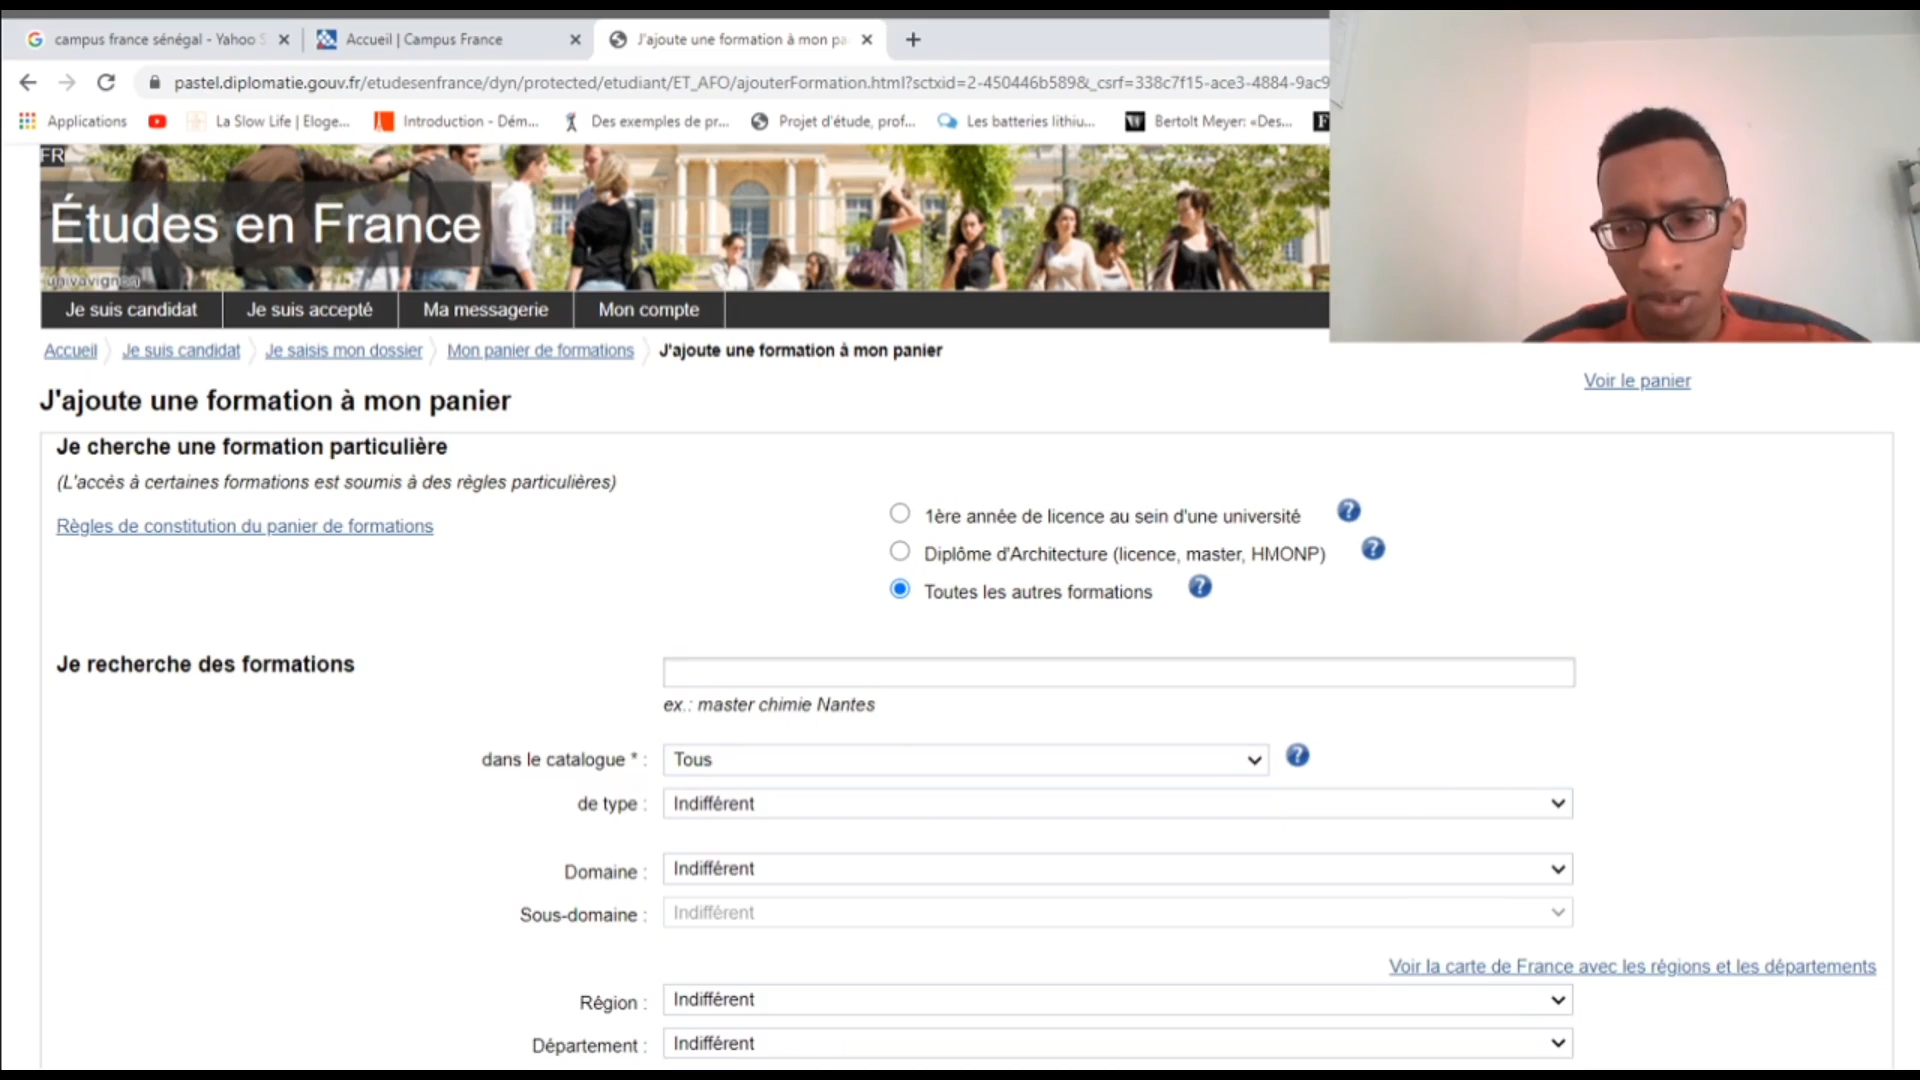 campus france sénégal - Yahoo S
Accueil | Campus France
J'ajoute une formation à mon pa
pastel.diplomatie.gouv.fr/etudesenfrance/dyn/protected/etudiant/ET_AFO/ajouterFormation.html?sctxid=2-450446b589&_csrf=338c7f15-ace3-4884-9ac9
Applications
La Slow Life | Eloge...
Introduction - Dém...
Des exemples de pr...
Projet d'étude, prof...
Les batteries lithiu...
Bertolt Meyer: «Des...
FR
Études en France
univavignon
Je suis candidat
Je suis accepté
Ma messagerie
Mon compte
Accueil
Je suis candidat
Je saisis mon dossier
Mon panier de formations
J'ajoute une formation à mon panier
Voir le panier
J'ajoute une formation à mon panier
Je cherche une formation particulière
(L'accès à certaines formations est soumis à des règles particulières)
Règles de constitution du panier de formations
1ère année de licence au sein d'une université
Diplôme d'Architecture (licence, master, HMONP)
Toutes les autres formations
Je recherche des formations
ex.: master chimie Nantes
dans le catalogue * : Tous
de type : Indifférent
Domaine : Indifférent
Sous-domaine : Indifférent
Voir la carte de France avec les régions et les départements
Région : Indifférent
Département : Indifférent